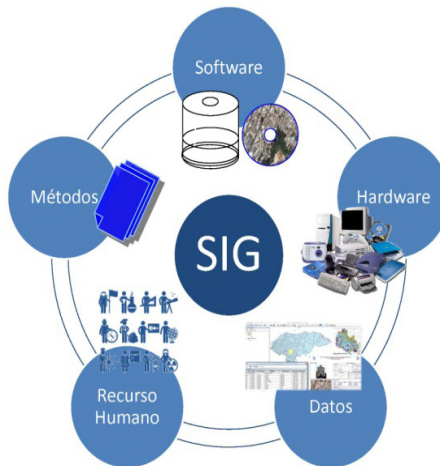 Software
Métodos
Hardware
SIG
Recurso
Humano
Datos